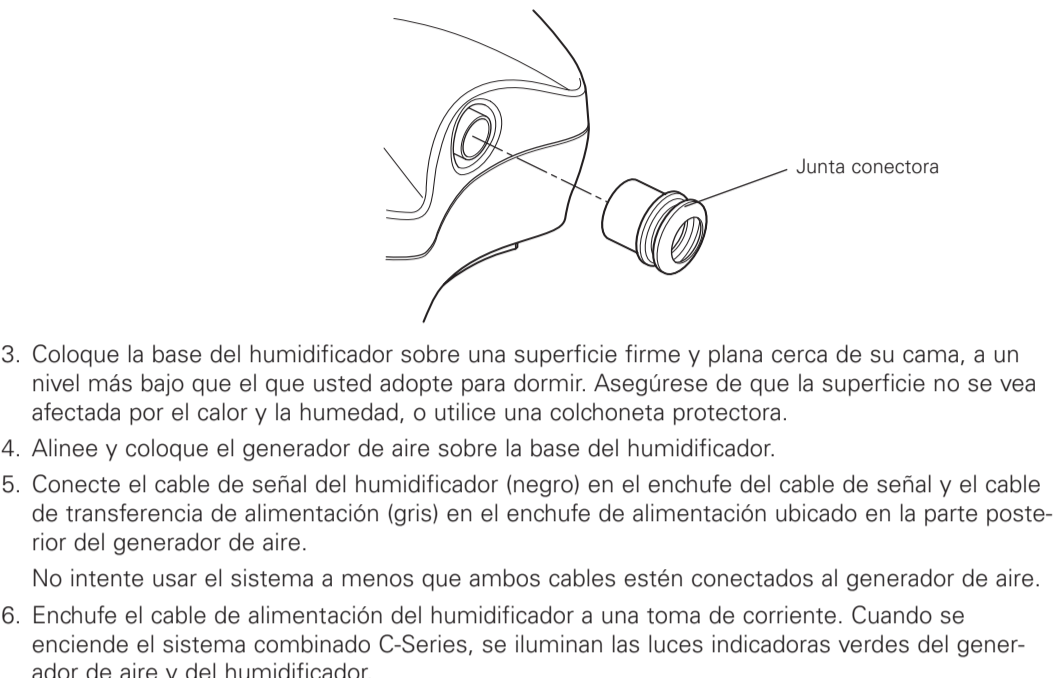 Junta conectora
3. Coloque la base del humidificador sobre una superficie firme y plana cerca de su cama, a un
nivel más bajo que el que usted adopte para dormir. Asegúrese de que la superficie no se vea
afectada por el calor y la humedad, o utilice una colchoneta protectora.
4. Alinee y coloque el generador de aire sobre la base del humidificador.
5. Conecte el cable de señal del humidificador (negro) en el enchufe del cable de señal y el cable
de transferencia de alimentación (gris) en el enchufe de alimentación ubicado en la parte poste-
rior del generador de aire.
No intente usar el sistema a menos que ambos cables estén conectados al generador de aire.
6. Enchufe el cable de alimentación del humidificador a una toma de corriente. Cuando se
enciende el sistema combinado C-Series, se iluminan las luces indicadoras verdes del gener-
ador de aire y del humidificador